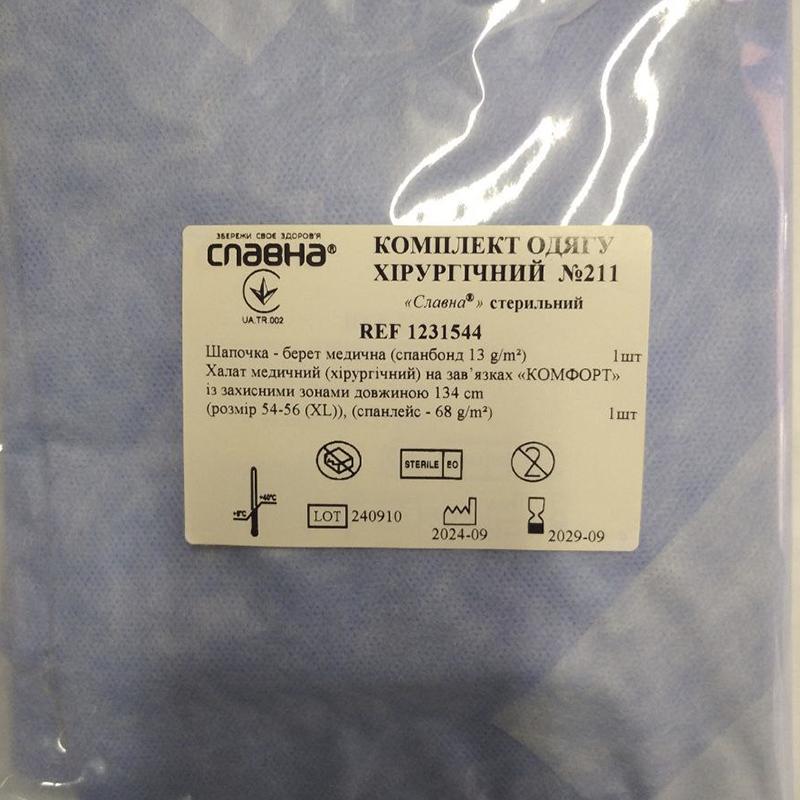 ЗБЕРЕЖИ СВОЄ ЗДОРОВ'Я
СЛАВНА®
UA.TR.002
КОМПЛЕКТ ОДЯГУ
ХІРУРГІЧНИЙ №211
«Славна®» стерильний
REF 1231544
Шапочка - берет медична (спанбонд 13 g/m²) 1шт
Халат медичний (хірургічний) на зав'язках «КОМФОРТ»
із захисними зонами довжиною 134 cm
(розмір 54-56 (XL)), (спанлейс - 68 g/m²) 1шт
STERILE EO
2
+40°C
LOT 240910
2024-09
2029-09